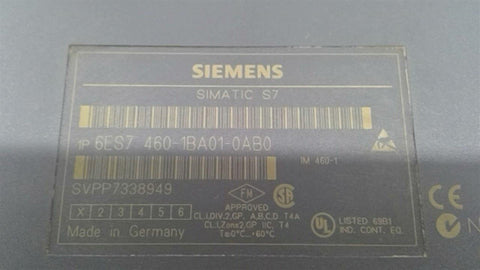 SIEMENS
SIMATIC S7
1P 6ES7 460-1BA01-0AB0
IM 460-1
SVPP7338949
X 2 3 4 5 6
Made in Germany
FM
APPROVED
CL.I,DIV.2,GP. A,B,C,D T4A
CL.I,Zone2,GP IIC, T4
Ta:0°C...+60°C
UL LISTED 69B1
IND. CONT. EQ.
N